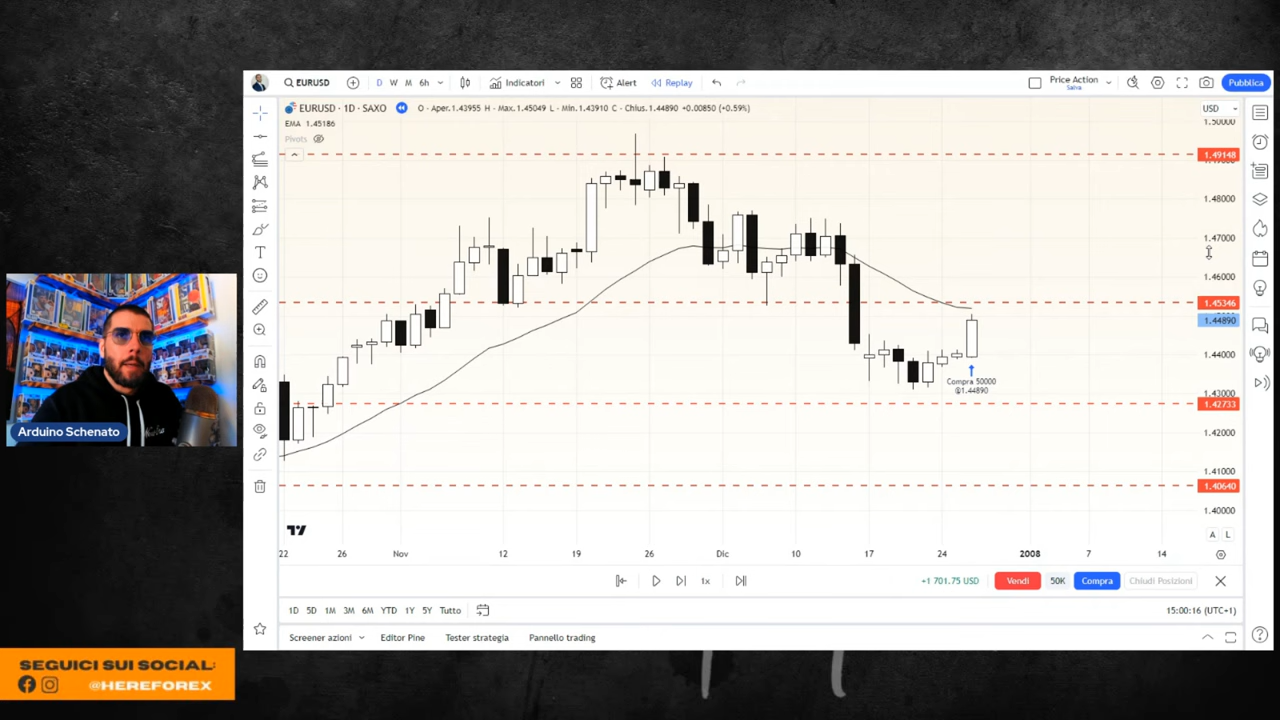 EURUSD
D W M 6h
Indicatori
Alert
Replay
Price Action
Salva
Pubblica
EURUSD · 1D · SAXO O - Aper.1.43955 H - Max.1.45049 L - Min.1.43910 C - Chius.1.44890 +0.00850 (+0.59%)
USD
EMA 1.45186
Pivots
1.50000
1.49148
1.48000
1.47000
1.46000
1.45346
1.44890
1.44000
1.43000
1.42733
1.42000
1.41000
1.40640
1.40000
Compra 50000
@1.44890
Arduino Schenato
A L
22 26 Nov 12 19 26 Dic 10 17 24 2008 7 14
1x
+1 701.75 USD
Vendi
50K
Compra
Chiudi Posizioni
1D 5D 1M 3M 6M YTD 1Y 5Y Tutto
15:00:16 (UTC+1)
Screener azioni
Editor Pine
Tester strategia
Pannello trading
SEGUICI SUI SOCIAL:
@HEREFOREX